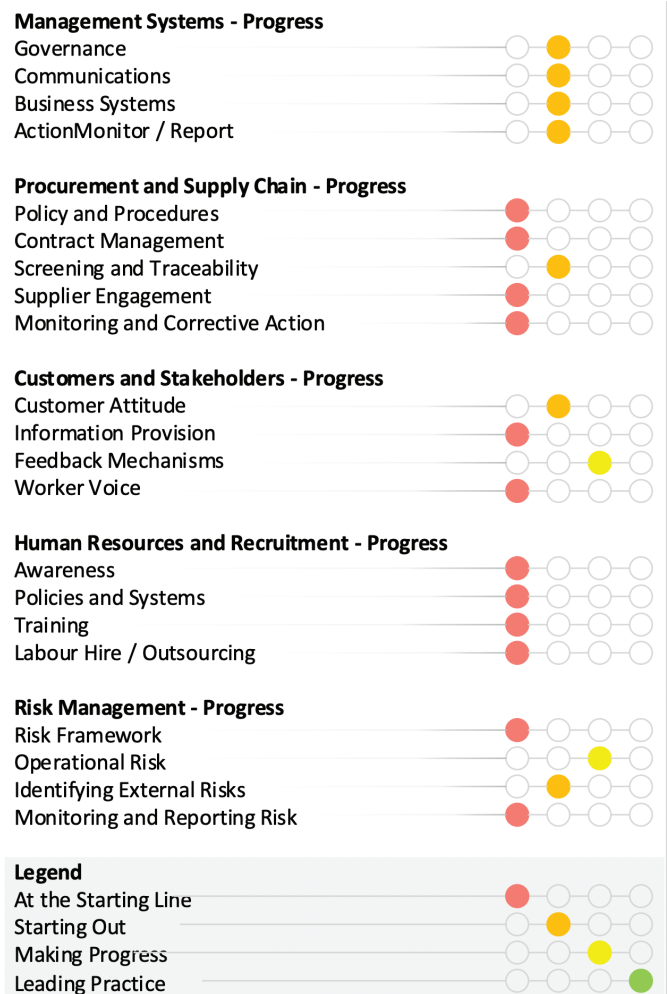 Management Systems - Progress
Governance
Communications
Business Systems
ActionMonitor / Report
Procurement and Supply Chain - Progress
Policy and Procedures
Contract Management
Screening and Traceability
Supplier Engagement
Monitoring and Corrective Action
Customers and Stakeholders - Progress
Customer Attitude
Information Provision
Feedback Mechanisms
Worker Voice
Human Resources and Recruitment - Progress
Awareness
Policies and Systems
Training
Labour Hire / Outsourcing
Risk Management - Progress
Risk Framework
Operational Risk
Identifying External Risks
Monitoring and Reporting Risk
Legend
At the Starting Line
Starting Out
Making Progress
Leading Practice